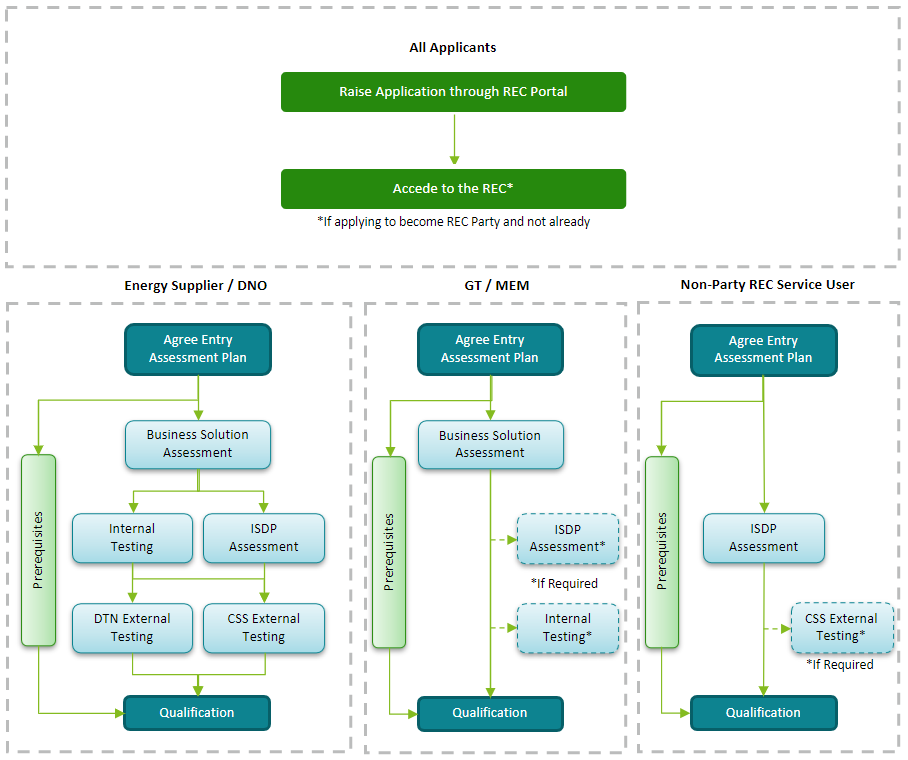 All Applicants
Raise Application through REC Portal
Accede to the REC*
*If applying to become REC Party and not already
Energy Supplier / DNO
Agree Entry
Assessment Plan
Business Solution
Assessment
Prerequisites
Internal
Testing
ISDP
Assessment
DTN External
Testing
CSS External
Testing
Qualification
GT / MEM
Agree Entry
Assessment Plan
Business Solution
Assessment
Prerequisites
ISDP
Assessment*
*If Required
Internal
Testing*
Qualification
Non-Party REC Service User
Agree Entry
Assessment Plan
Prerequisites
ISDP
Assessment
CSS External
Testing*
*If Required
Qualification